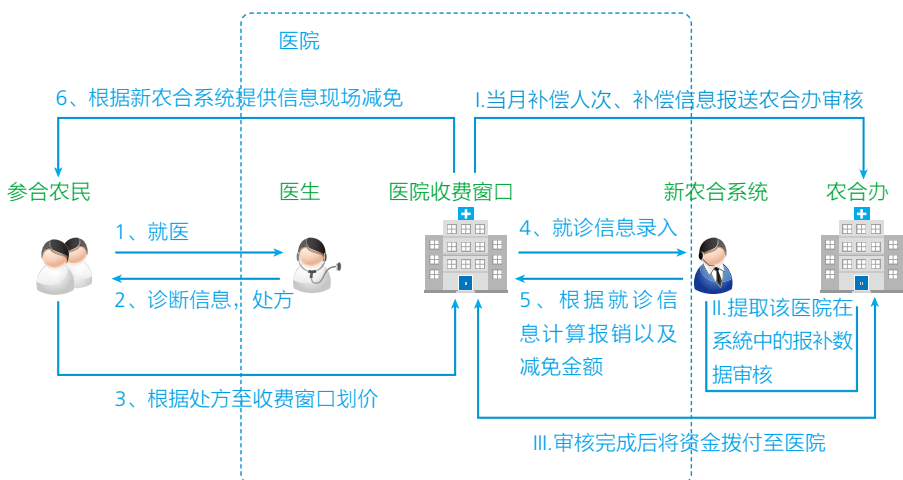 医院
6、根据新农合系统提供信息现场减免
I.当月补偿人次、补偿信息报送农合办审核
参合农民
医生
医院收费窗口
新农合系统
农合办
1、就医
4、就诊信息录入
2、诊断信息，处方
5、根据就诊信
息计算报销以及
减免金额
II.提取该医院在
系統中的报补数
据审核
3、根据处方至收费窗口划价
III.审核完成后将资金拨付至医院